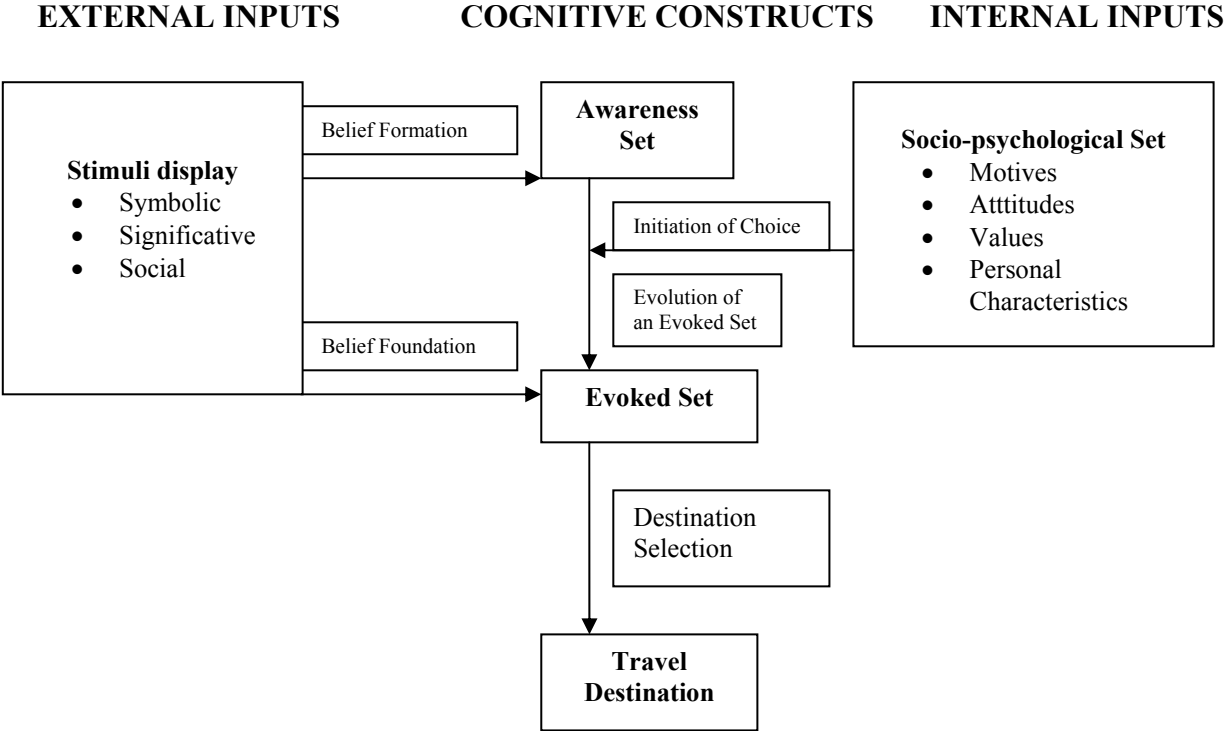 EXTERNAL INPUTS
COGNITIVE CONSTRUCTS
INTERNAL INPUTS
Stimuli display
• Symbolic
• Significative
• Social
Belief Formation
Belief Foundation
Awareness
Set
Initiation of Choice
Evolution of
an Evoked Set
Evoked Set
Destination
Selection
Travel
Destination
Socio-psychological Set
• Motives
• Atttitudes
• Values
• Personal
Characteristics